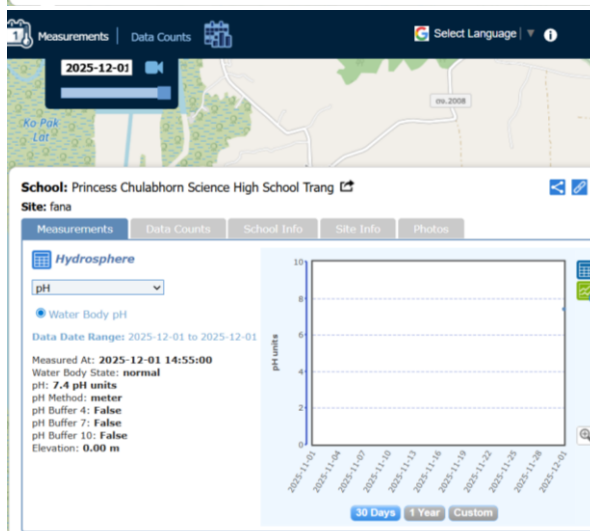 1 Measurements | Data Counts
G Select Language | ▼ i
2025-12-01
Ko Pak
Lat
ถต.2008
School: Princess Chulabhorn Science High School Trang
Site: fana
Measurements Data Counts School Info Site Info Photos
Hydrosphere
pH
Water Body pH
Data Date Range: 2025-12-01 to 2025-12-01
Measured At: 2025-12-01 14:55:00
Water Body State: normal
pH: 7.4 pH units
pH Method: meter
pH Buffer 4: False
pH Buffer 7: False
pH Buffer 10: False
Elevation: 0.00 m
pH units
10
8
6
4
2
0
2025-11-01
2025-11-04
2025-11-07
2025-11-10
2025-11-13
2025-11-16
2025-11-19
2025-11-22
2025-11-25
2025-11-28
2025-12-01
30 Days 1 Year Custom